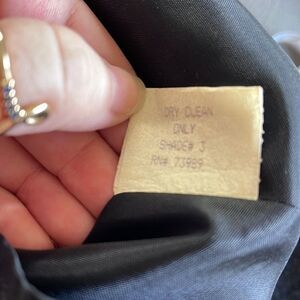 DRY CLEAN
ONLY
SHADE# 3
RN# 73989